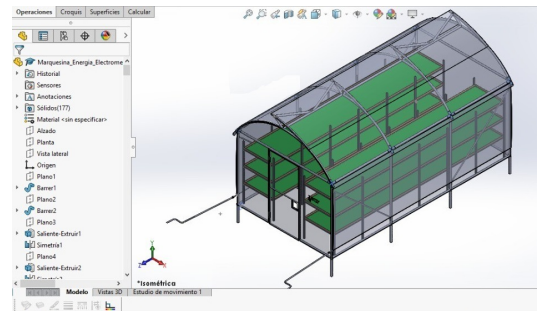 Operaciones Croquis Superficies Calcular
Marquesina_Energia_Electrome
Historial
Sensores
Anotaciones
Sólidos(177)
Material <sin especificar>
Alzado
Planta
Vista lateral
Origen
Plano1
Barrer1
Plano2
Barrer2
Plano3
Saliente-Extruir1
Simetría1
Plano4
Saliente-Extruir2
Y
X
Z
*Isométrica
Modelo Vistas 3D Estudio de movimiento 1